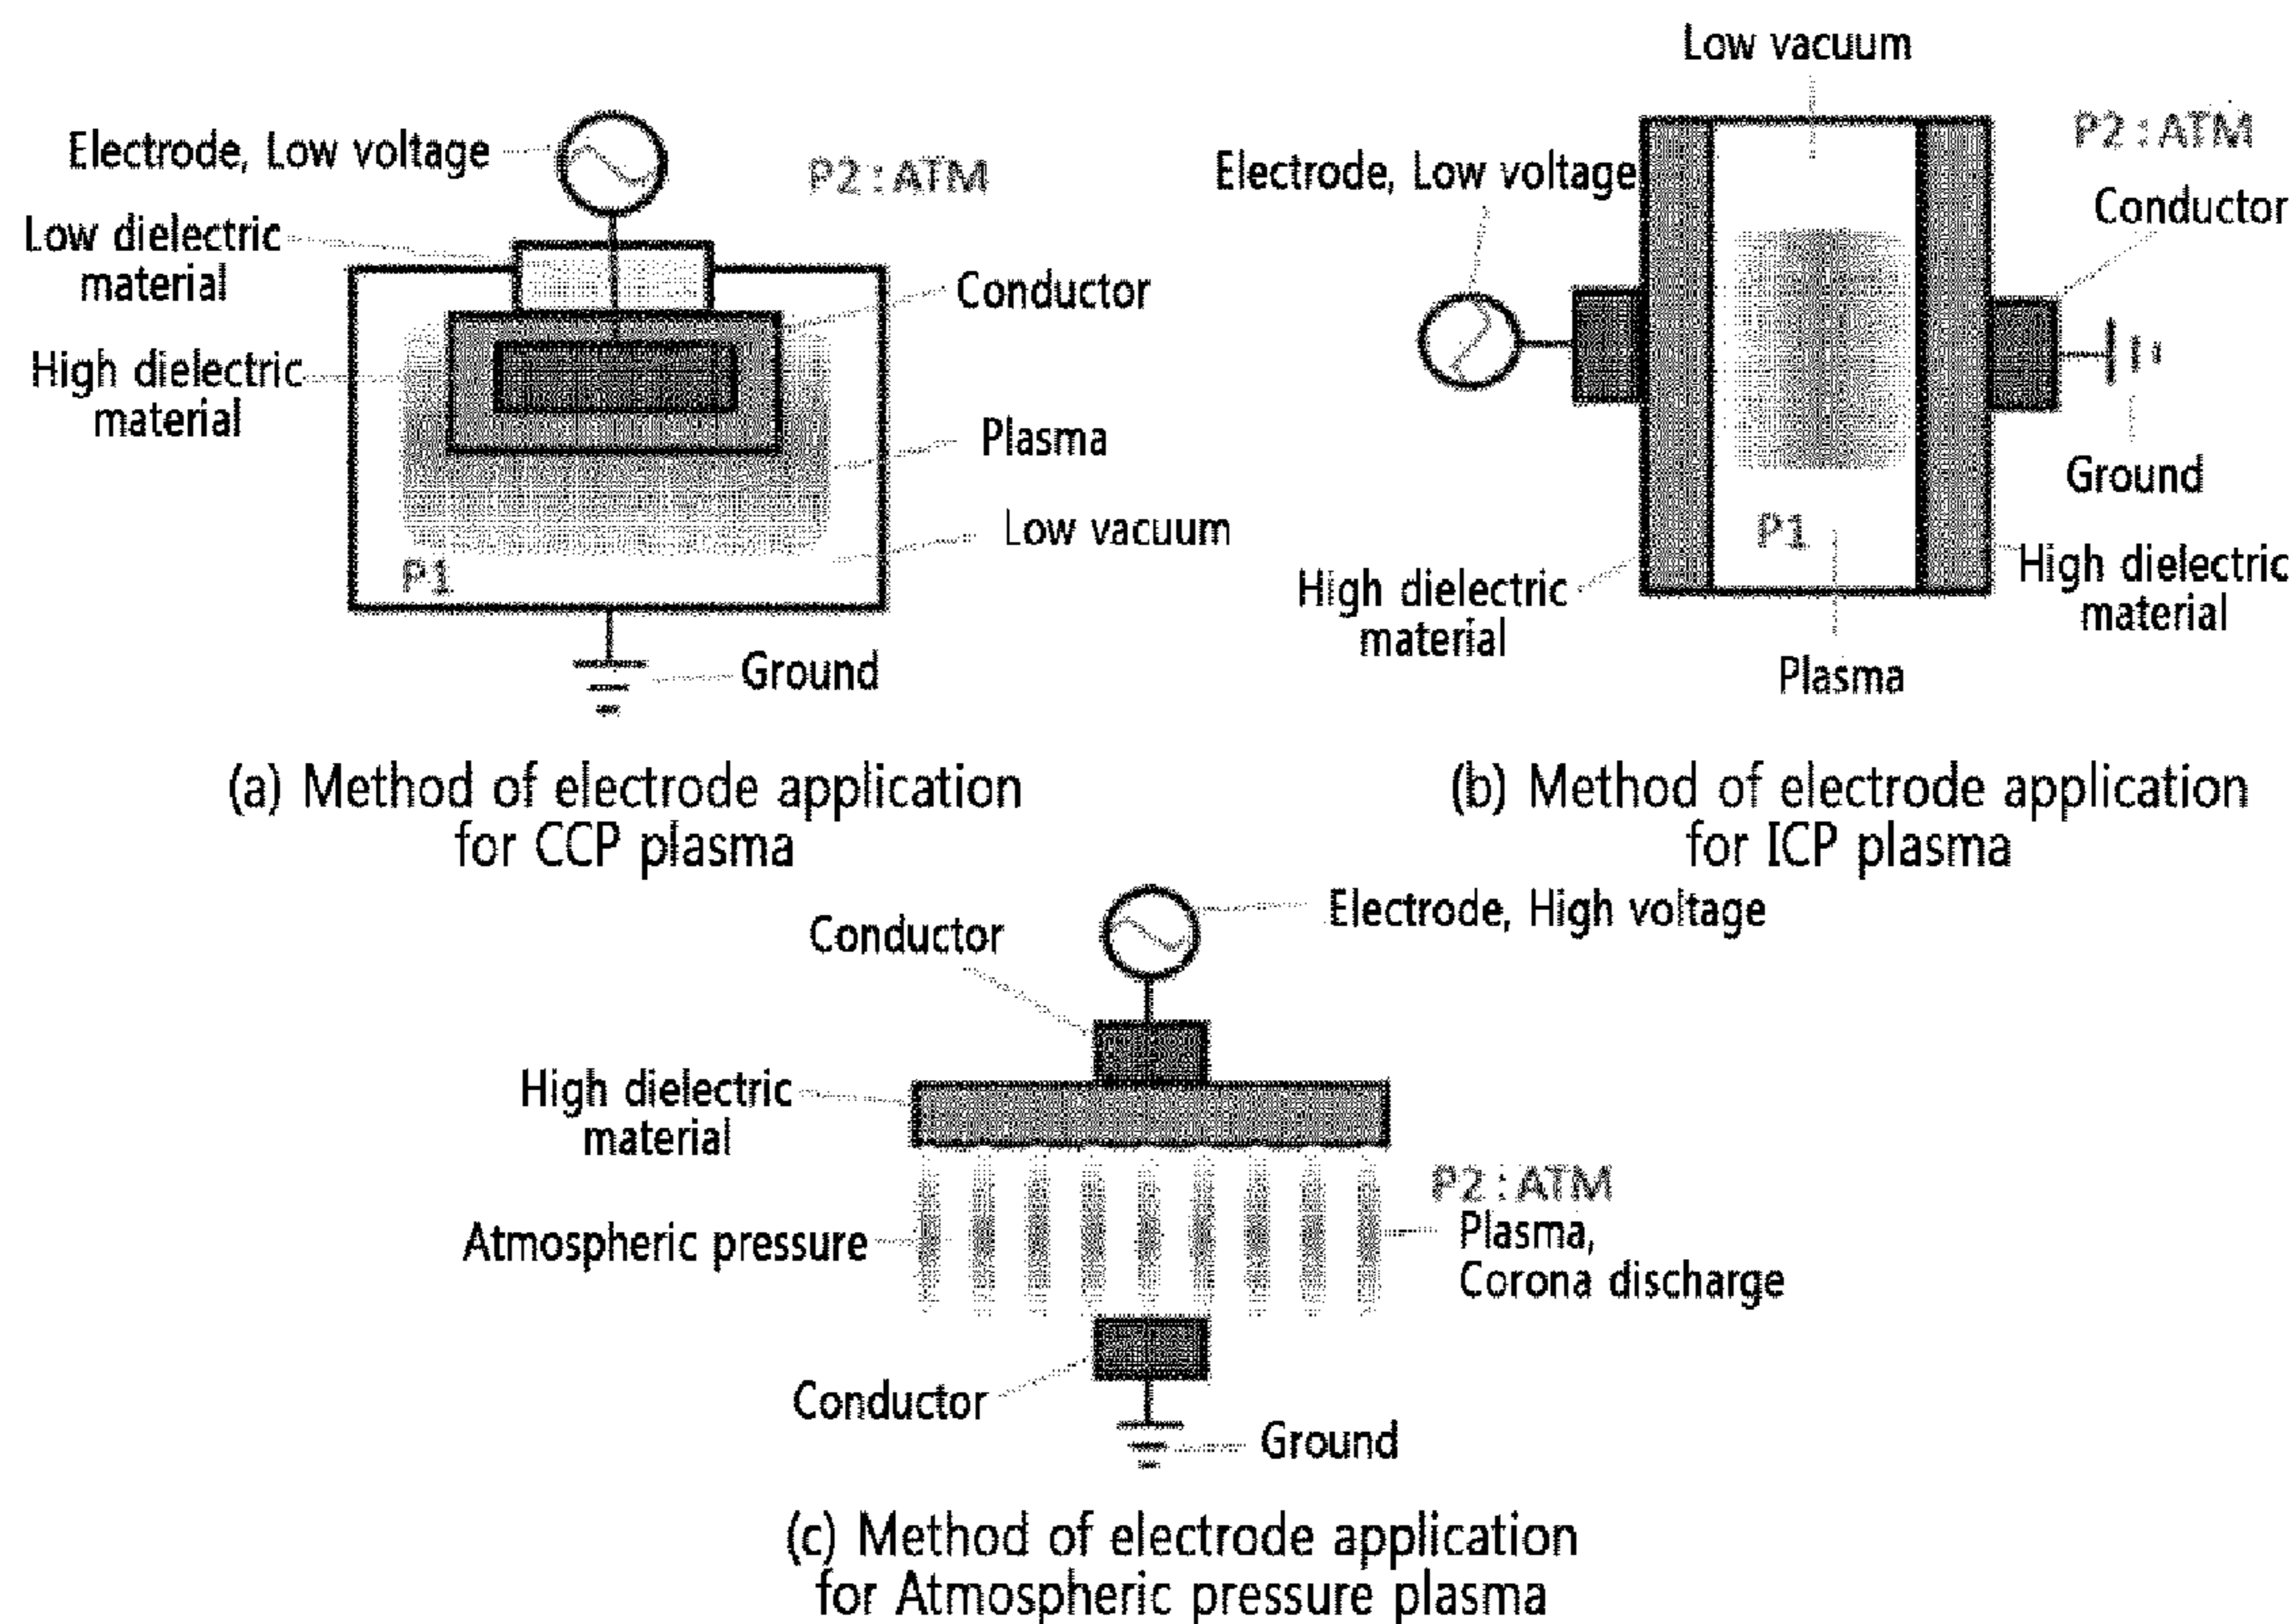 Electrode, Low voltage
P2 : ATM
Low dielectric
material
Conductor
High dielectric
material
Plasma
Low vacuum
P1
Ground
(a) Method of electrode application
for CCP plasma
Low vacuum
P2 : ATM
Electrode, Low voltage
Conductor
Ground
P1
High dielectric
material
High dielectric
material
Plasma
(b) Method of electrode application
for ICP plasma
Electrode, High voltage
Conductor
High dielectric
material
P2 : ATM
Atmospheric pressure
Plasma,
Corona discharge
Conductor
Ground
(c) Method of electrode application
for Atmospheric pressure plasma